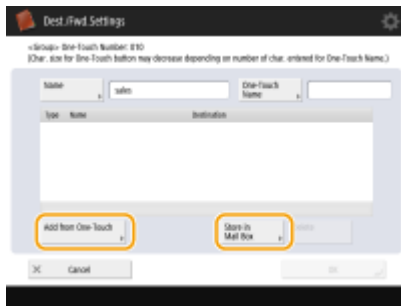 Dest./Fwd Settings
<Group> One-Touch Number: 010
(Char. size for One-Touch button may decrease depending on number of char. entered for One-Touch Name.)
Name sales One-Touch Name
Type Name Destination
Add from One-Touch Store in Mail Box
Cancel OK